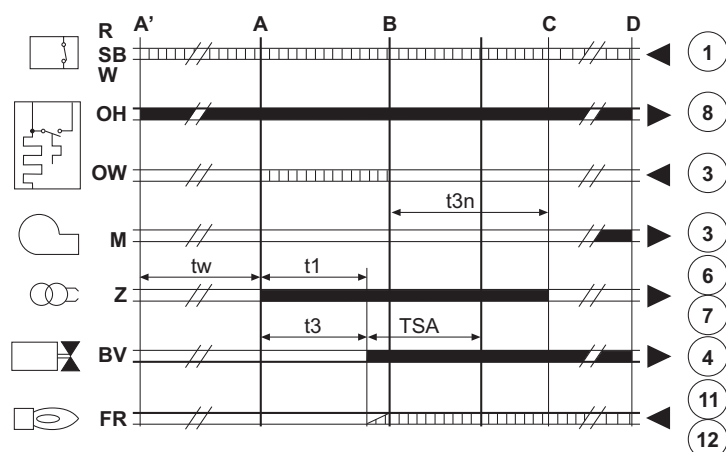 A' A B C D
R
SB
W
1
OH 8
OW 3
t3n
M 3
tw t1
Z 6
7
t3 TSA
BV 4
11
FR
12